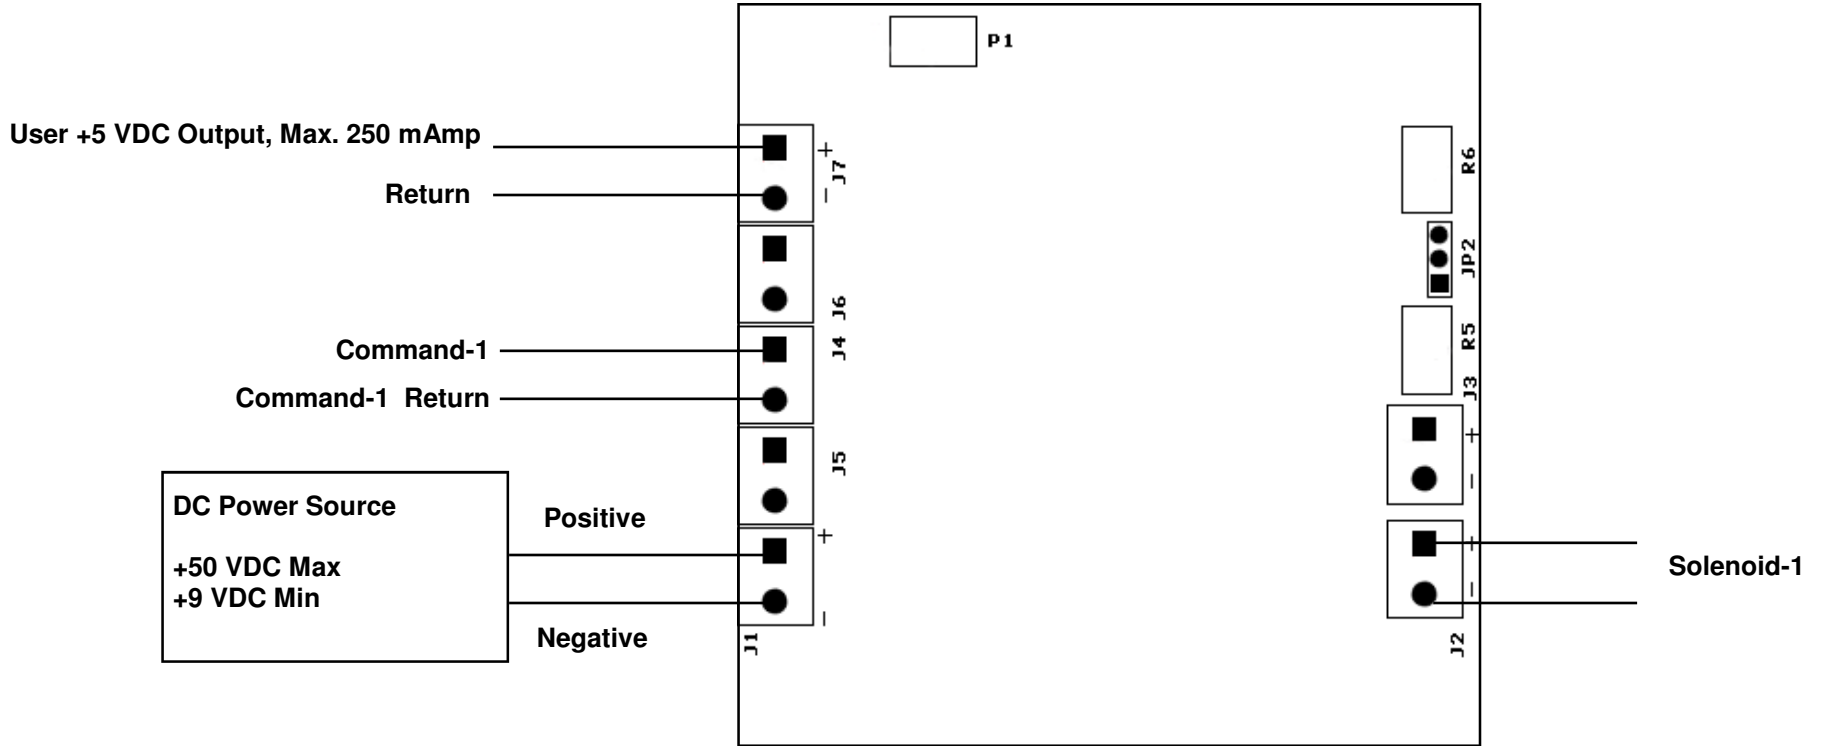 P1
User +5 VDC Output, Max. 250 mAmp
+
J7
Return
−
R6
JP2
J6
Command-1
J4
R5
Command-1 Return
J3
+
J5
−
DC Power Source
Positive
+
+50 VDC Max
+9 VDC Min
+
−
Solenoid-1
−
Negative
J1
J2